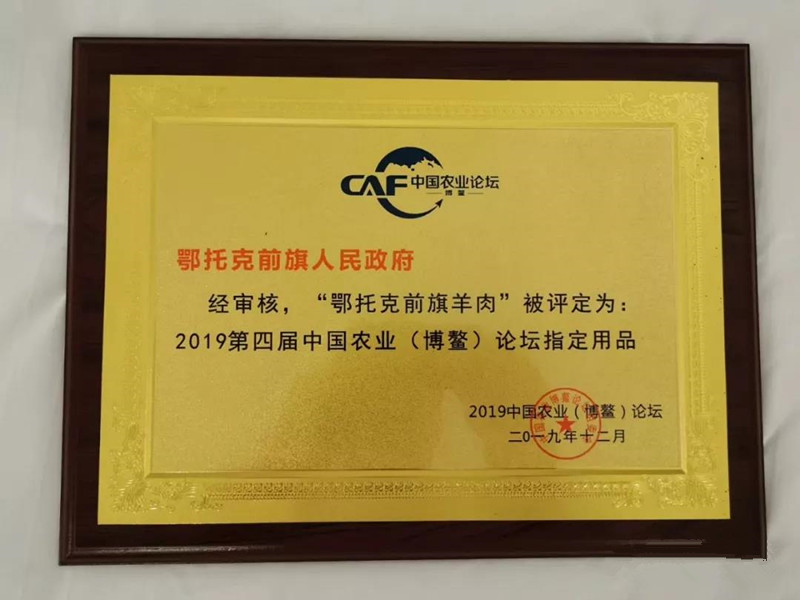 CAF中国农业论坛
博鳌
鄂托克前旗人民政府
经审核，“鄂托克前旗羊肉”被评定为：
2019第四届中国农业（博鳌）论坛指定用品
2019中国农业（博鳌）论坛
二0一九年十二月